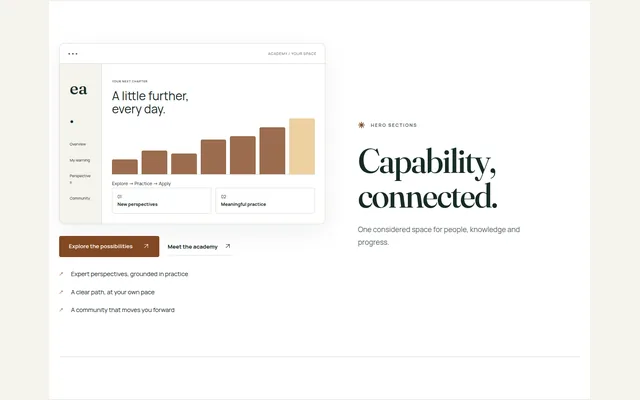 ACADEMY / YOUR SPACE
ea
.
Overview
My learning
Perspective
s
Community
YOUR NEXT CHAPTER
A little further,
every day.
Explore → Practice → Apply
01
New perspectives
02
Meaningful practice
Explore the possibilities ↗
Meet the academy ↗
↗ Expert perspectives, grounded in practice
↗ A clear path, at your own pace
↗ A community that moves you forward
HERO SECTIONS
Capability,
connected.
One considered space for people, knowledge and
progress.